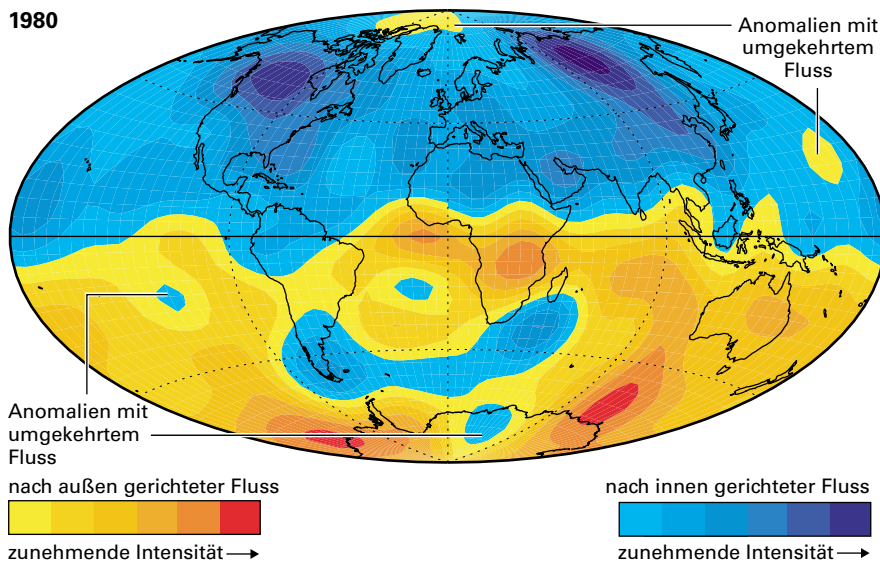 1980
Anomalien mit
umgekehrtem
Fluss
Anomalien mit
umgekehrtem
Fluss
nach außen gerichteter Fluss
zunehmende Intensität
nach innen gerichteter Fluss
zunehmende Intensität